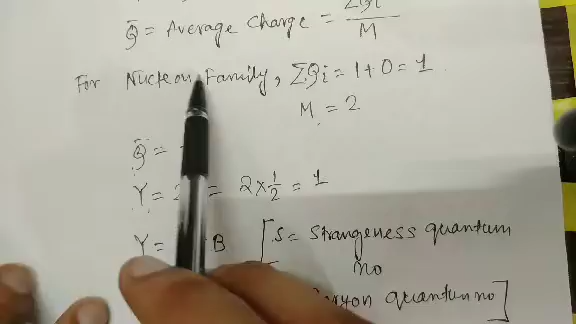 Q̄ = Average Charge = ΣQi / M
For Nucleon Family, ΣQi = 1 + 0 = 1
M = 2
Q̄ =
Y = 2 = 2 × 1/2 = 1
Y = B [S = Strangeness quantum
no
quantum no]